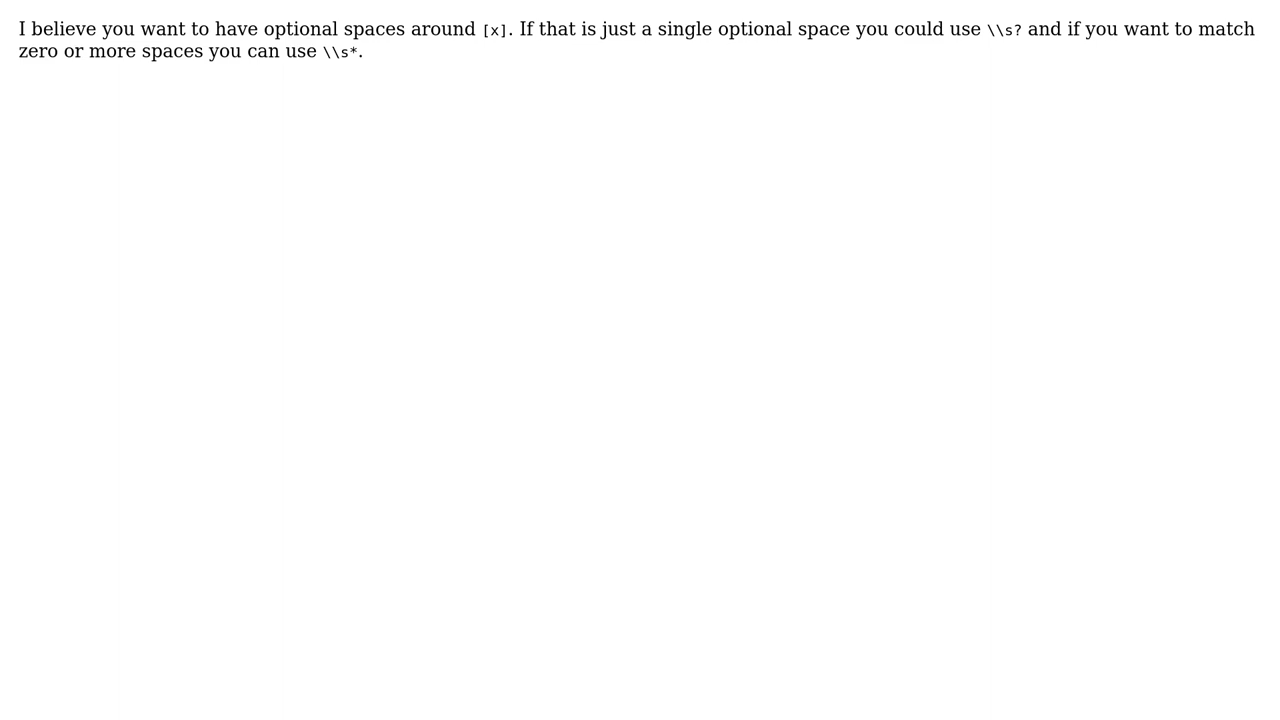 I believe you want to have optional spaces around [x]. If that is just a single optional space you could use \\s? and if you want to match
zero or more spaces you can use \\s*.